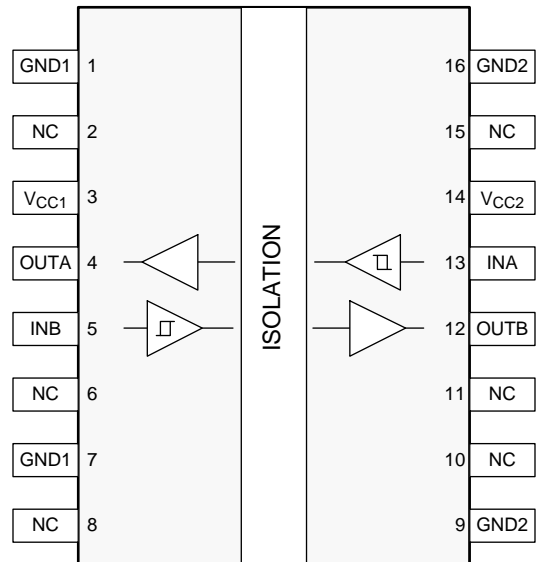 GND1 1
NC 2
VCC1 3
OUTA 4
INB 5
NC 6
GND1 7
NC 8
ISOLATION
16 GND2
15 NC
14 VCC2
13 INA
12 OUTB
11 NC
10 NC
9 GND2